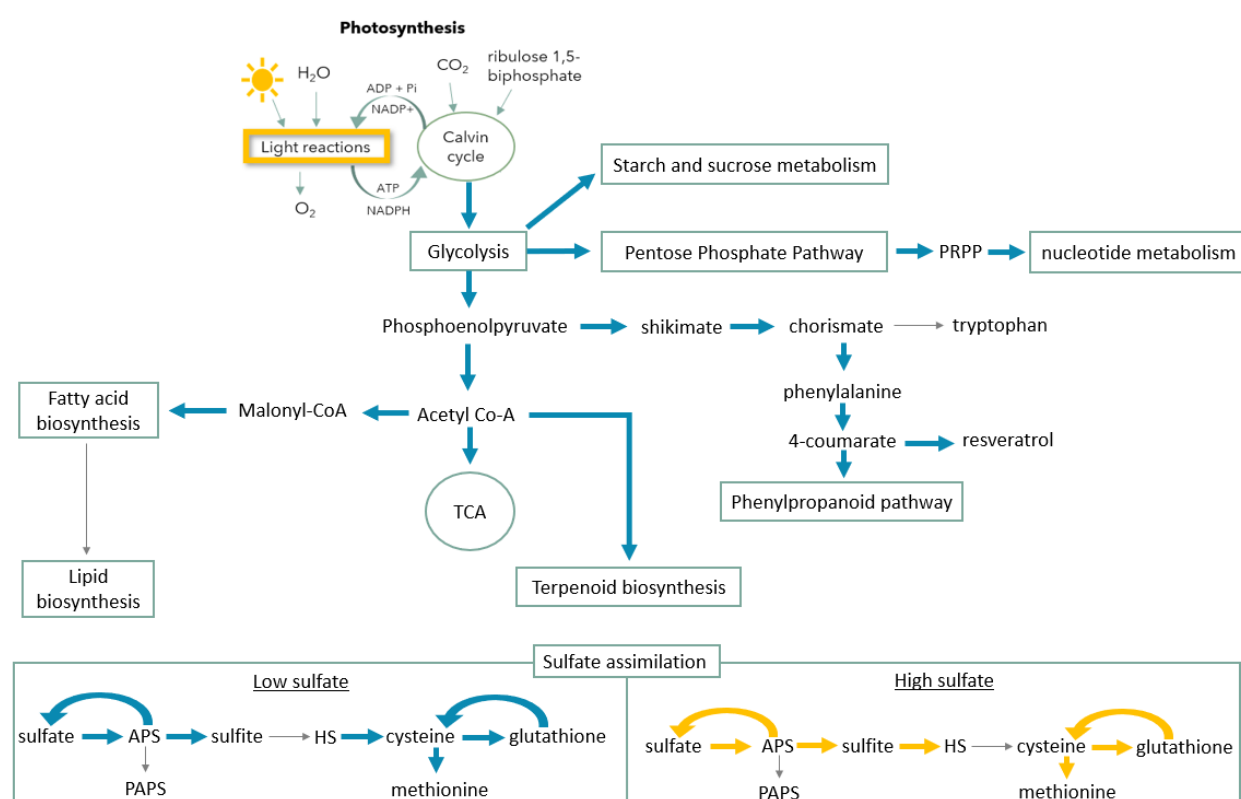 Photosynthesis
H₂O
CO₂
ribulose 1,5-
biphosphate
ADP + Pi
NADP+
Light reactions
Calvin
cycle
ATP
NADPH
O₂
Starch and sucrose metabolism
Glycolysis
Pentose Phosphate Pathway
PRPP
nucleotide metabolism
Phosphoenolpyruvate
shikimate
chorismate
tryptophan
phenylalanine
Fatty acid
biosynthesis
Malonyl-CoA
Acetyl Co-A
4-coumarate
resveratrol
TCA
Phenylpropanoid pathway
Lipid
biosynthesis
Terpenoid biosynthesis
Sulfate assimilation
Low sulfate
sulfate
APS
sulfite
HS
cysteine
glutathione
PAPS
methionine
High sulfate
sulfate
APS
sulfite
HS
cysteine
glutathione
PAPS
methionine